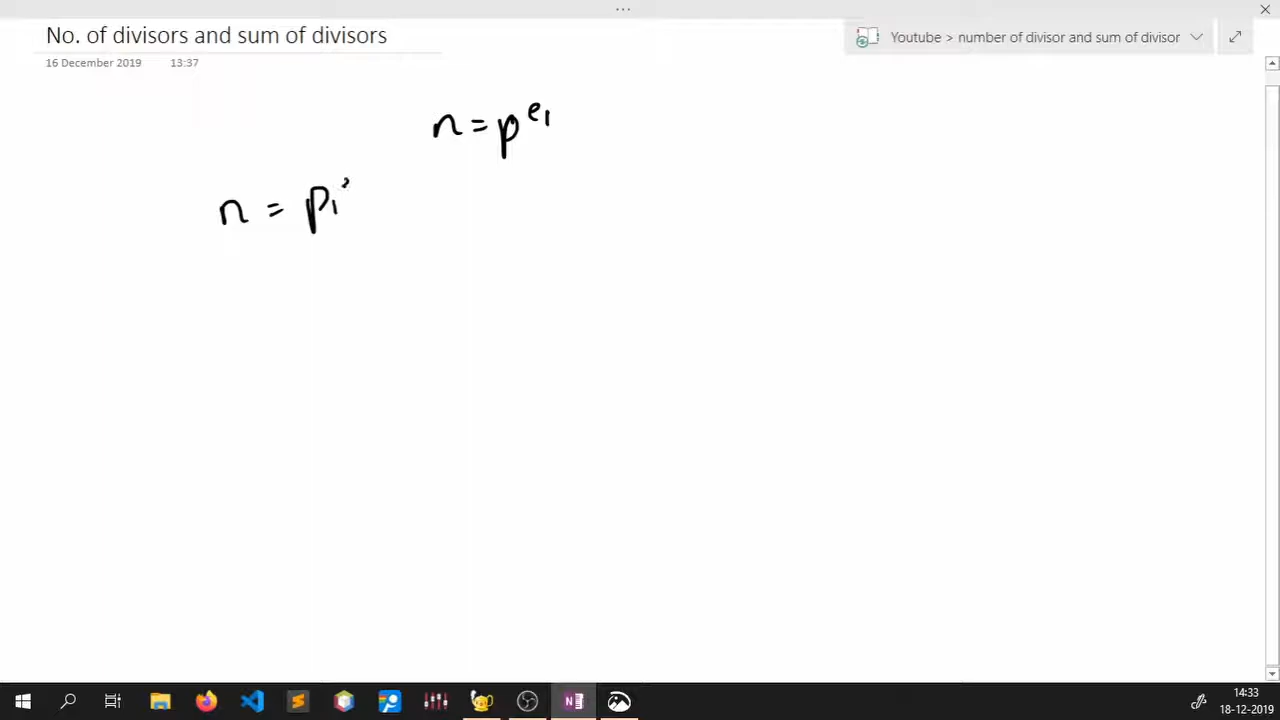 No. of divisors and sum of divisors
Youtube > number of divisor and sum of divisor
16 December 2019 13:37
n = p^e1
n = p1
14:33
18-12-2019